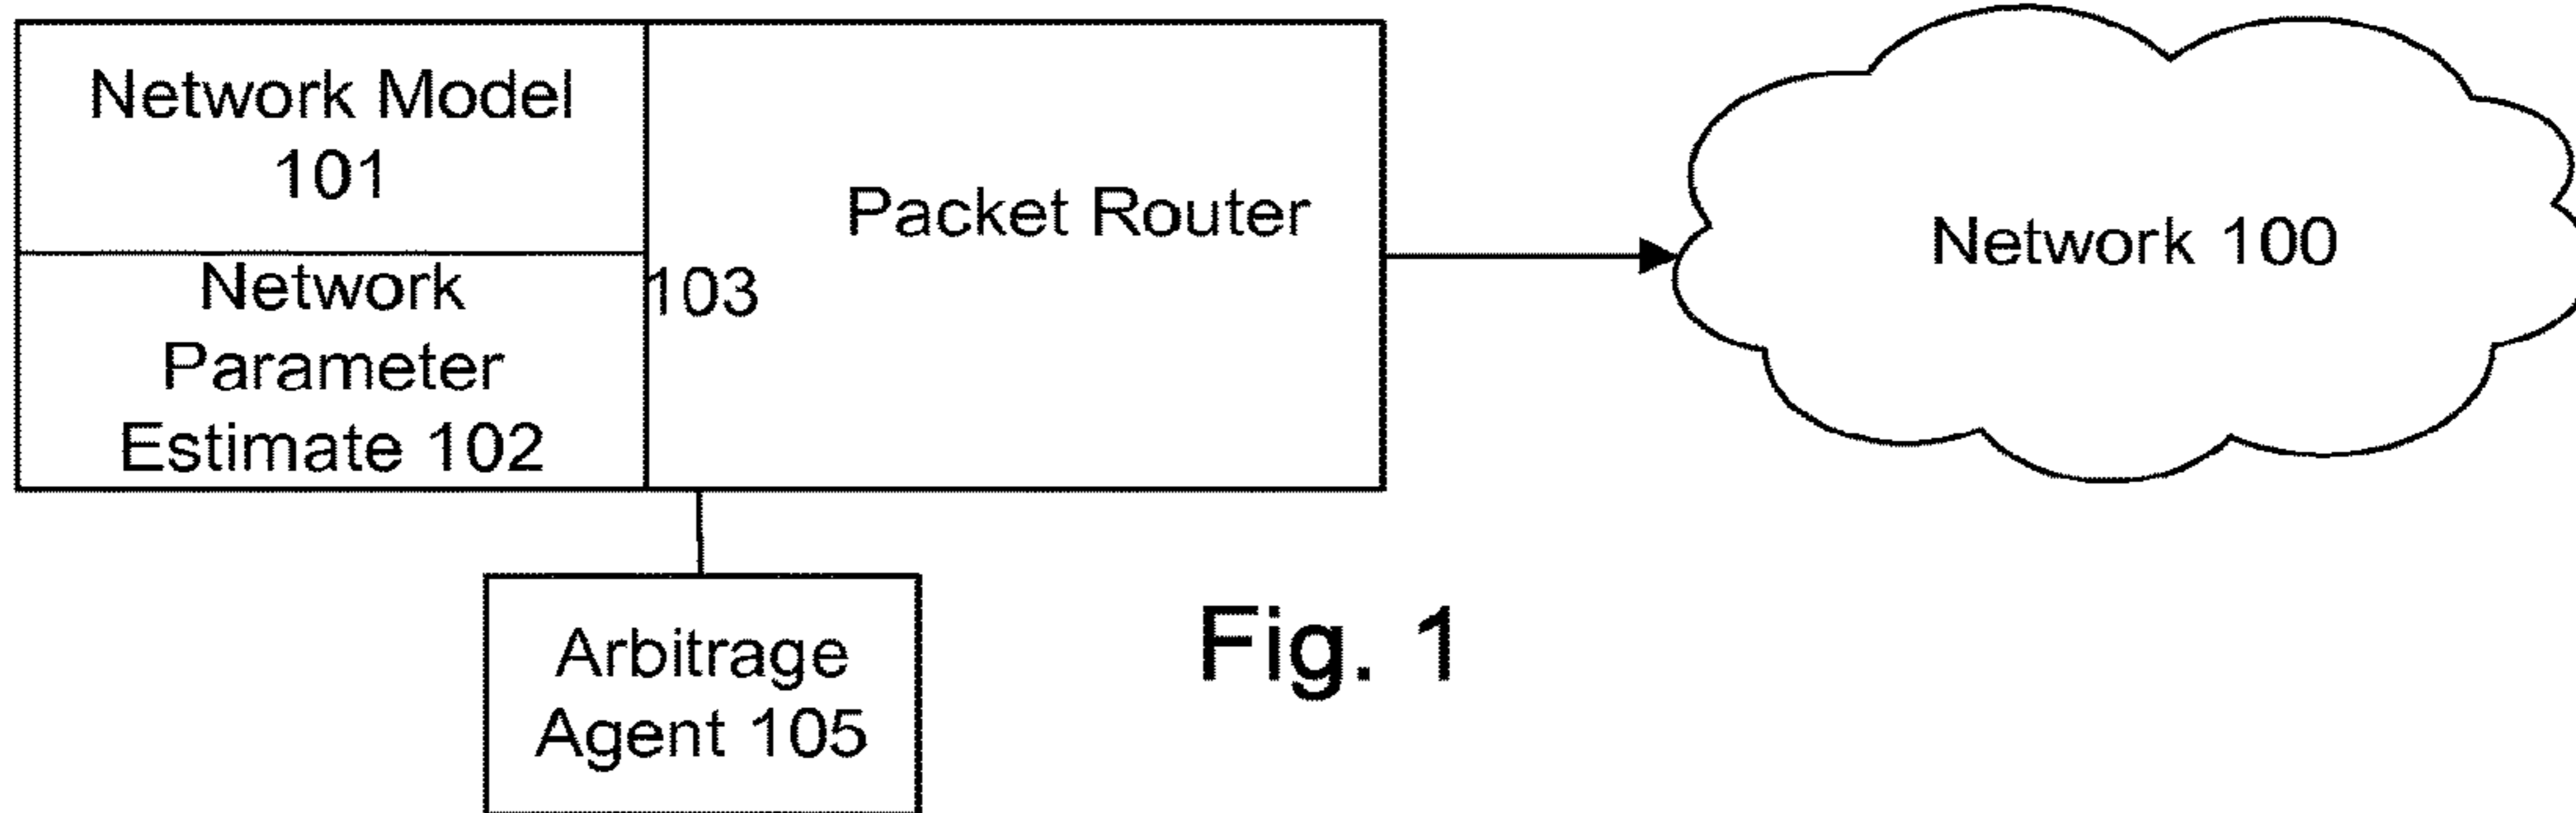 Network Model
101
Network
Parameter
Estimate 102
Packet Router
103
Network 100
Arbitrage
Agent 105
Fig. 1